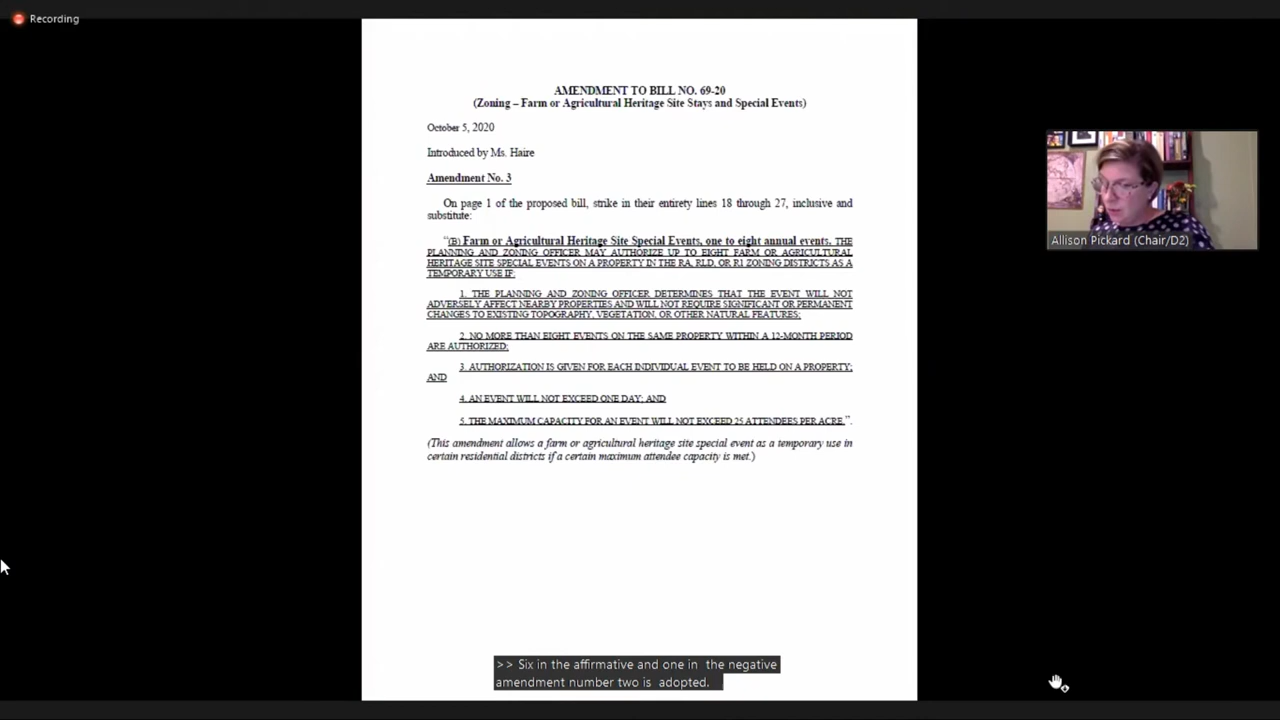 Recording
AMENDMENT TO BILL NO. 69-20
(Zoning – Farm or Agricultural Heritage Site Stays and Special Events)
October 5, 2020
Introduced by Ms. Haire
Amendment No. 3
On page 1 of the proposed bill, strike in their entirety lines 18 through 27, inclusive and
substitute:
“(B) Farm or Agricultural Heritage Site Special Events, one to eight annual events. THE
PLANNING AND ZONING OFFICER MAY AUTHORIZE UP TO EIGHT FARM OR AGRICULTURAL
HERITAGE SITE SPECIAL EVENTS ON A PROPERTY IN THE RA, RLD, OR R1 ZONING DISTRICTS AS A
TEMPORARY USE IF:
1. THE PLANNING AND ZONING OFFICER DETERMINES THAT THE EVENT WILL NOT
ADVERSELY AFFECT NEARBY PROPERTIES AND WILL NOT REQUIRE SIGNIFICANT OR PERMANENT
CHANGES TO EXISTING TOPOGRAPHY, VEGETATION, OR OTHER NATURAL FEATURES;
2. NO MORE THAN EIGHT EVENTS ON THE SAME PROPERTY WITHIN A 12-MONTH PERIOD
ARE AUTHORIZED;
3. AUTHORIZATION IS GIVEN FOR EACH INDIVIDUAL EVENT TO BE HELD ON A PROPERTY;
AND
4. AN EVENT WILL NOT EXCEED ONE DAY; AND
5. THE MAXIMUM CAPACITY FOR AN EVENT WILL NOT EXCEED 25 ATTENDEES PER ACRE.”.
(This amendment allows a farm or agricultural heritage site special event as a temporary use in
certain residential districts if a certain maximum attendee capacity is met.)
Allison Pickard (Chair/D2)
>> Six in the affirmative and one in the negative
amendment number two is adopted.